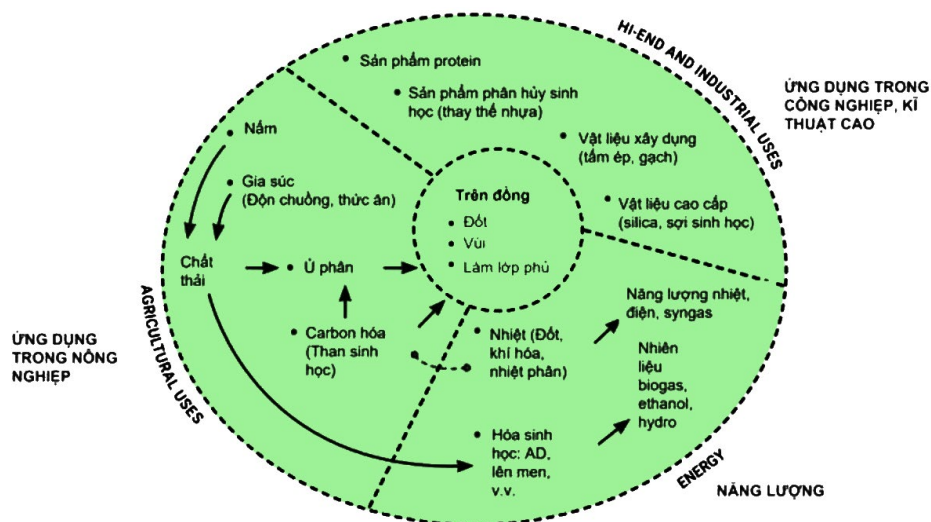 HI-END AND INDUSTRIAL USES
ỨNG DỤNG TRONG
CÔNG NGHIỆP, KĨ
THUẬT CAO
Sản phẩm protein
Sản phẩm phân hủy sinh
học (thay thế nhựa)
Vật liệu xây dụng
(tấm ép, gạch)
Vật liệu cao cấp
(silica, sợi sinh học)
Nấm
Gia súc
(Độn chuồng, thức ăn)
Chất
thải
Ủ phân
Carbon hóa
(Than sinh
học)
AGRICULTURAL USES
ỨNG DỤNG
TRONG NÔNG
NGHIỆP
Trên đồng
Đốt
Vùi
Làm lớp phủ
Nhiệt (Đốt,
khí hóa,
nhiệt phân)
Năng lượng nhiệt,
điện, syngas
Nhiên
liệu
biogas,
ethanol,
hydro
Hóa sinh
học: AD,
lên men,
v.v.
ENERGY
NĂNG LƯỢNG